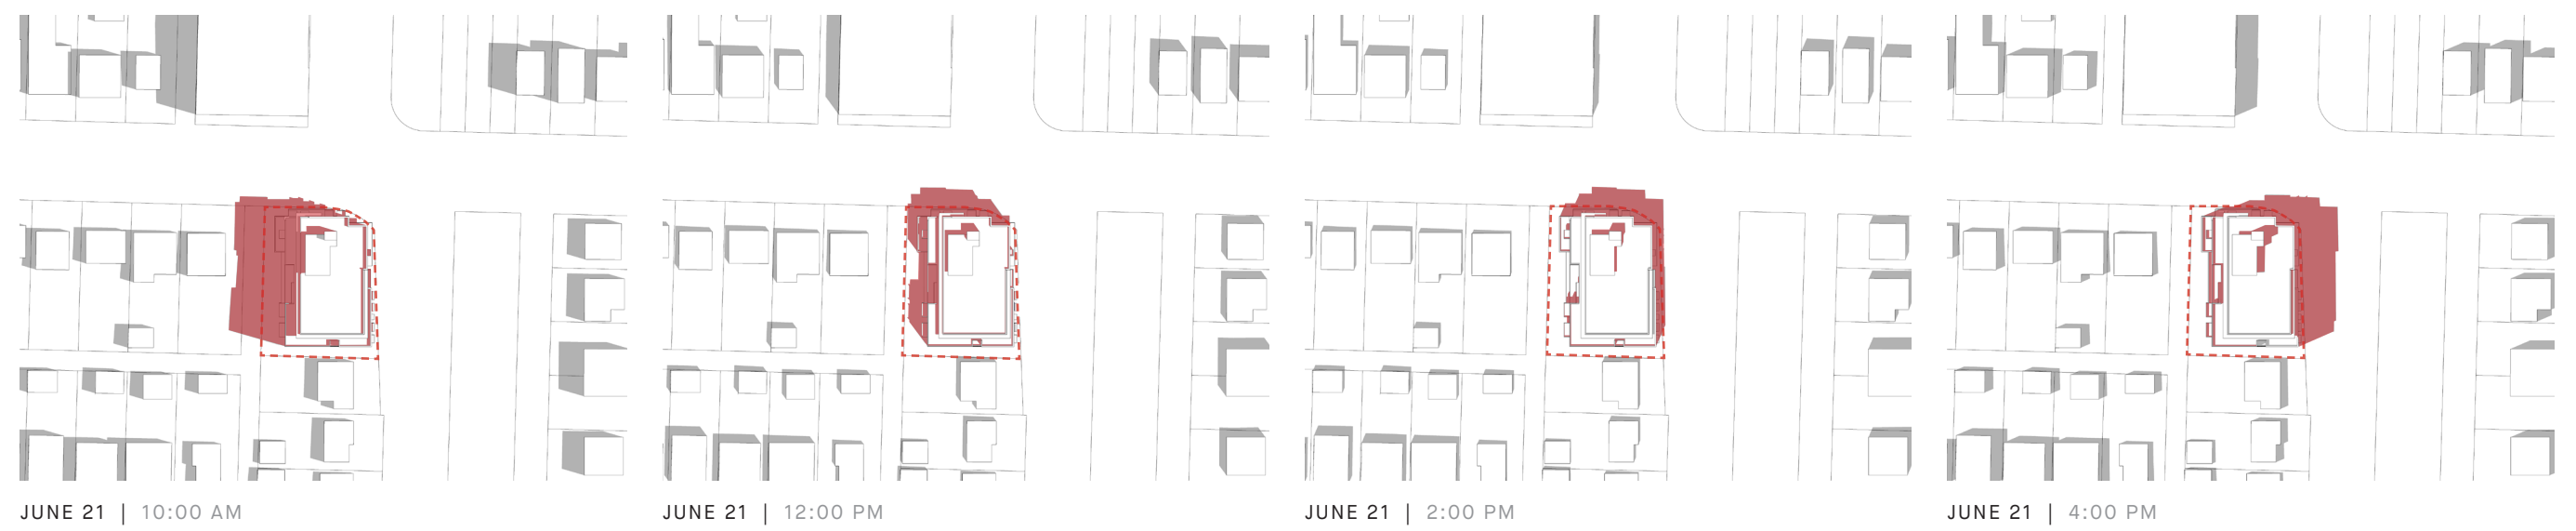 JUNE 21 | 10:00 AM
JUNE 21 | 12:00 PM
JUNE 21 | 2:00 PM
JUNE 21 | 4:00 PM